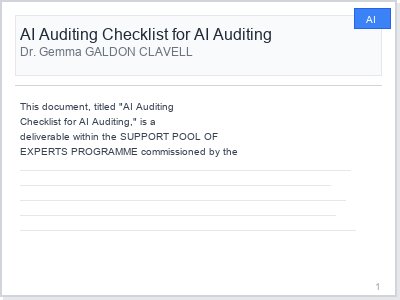 AI
AI Auditing Checklist for AI Auditing
Dr. Gemma GALDON CLAVELL
This document, titled "AI Auditing
Checklist for AI Auditing," is a
deliverable within the SUPPORT POOL OF
EXPERTS PROGRAMME commissioned by the
1